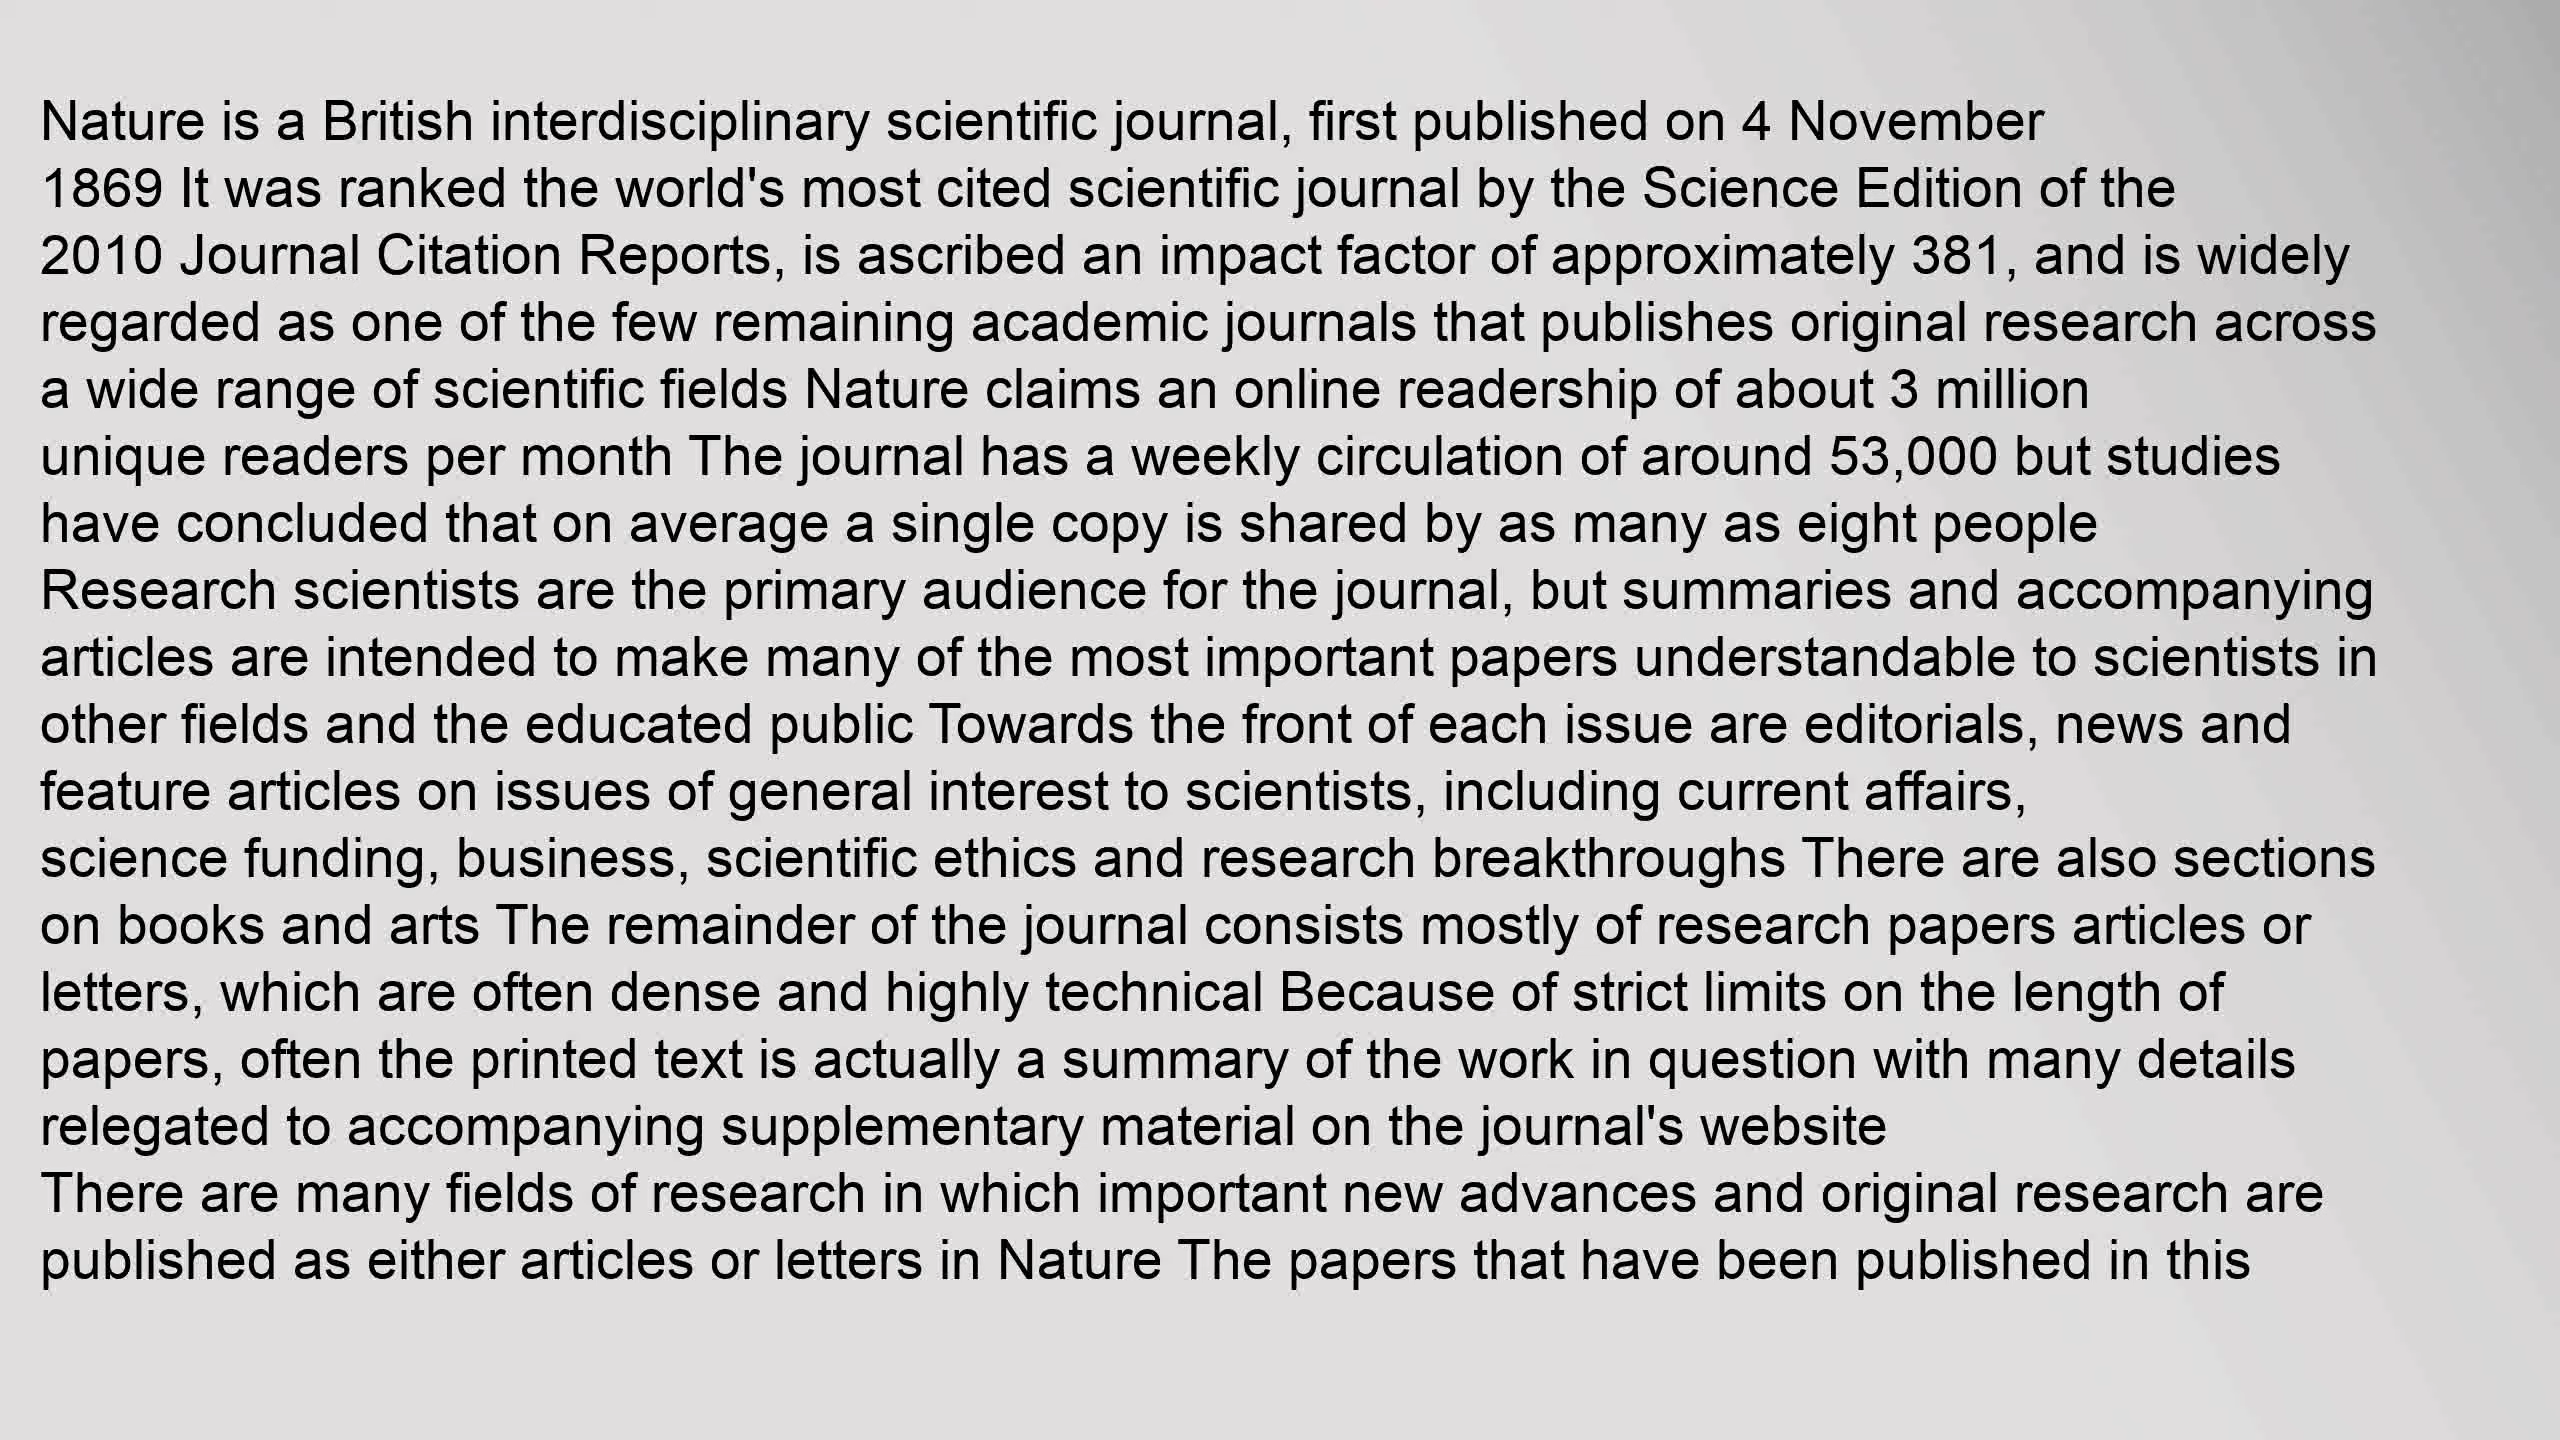 Nature is a British interdisciplinary scientific journal, first published on 4 November
1869 It was ranked the world's most cited scientific journal by the Science Edition of the
2010 Journal Citation Reports, is ascribed an impact factor of approximately 381, and is widely
regarded as one of the few remaining academic journals that publishes original research across
a wide range of scientific fields Nature claims an online readership of about 3 million
unique readers per month The journal has a weekly circulation of around 53,000 but studies
have concluded that on average a single copy is shared by as many as eight people
Research scientists are the primary audience for the journal, but summaries and accompanying
articles are intended to make many of the most important papers understandable to scientists in
other fields and the educated public Towards the front of each issue are editorials, news and
feature articles on issues of general interest to scientists, including current affairs,
science funding, business, scientific ethics and research breakthroughs There are also sections
on books and arts The remainder of the journal consists mostly of research papers articles or
letters, which are often dense and highly technical Because of strict limits on the length of
papers, often the printed text is actually a summary of the work in question with many details
relegated to accompanying supplementary material on the journal's website
There are many fields of research in which important new advances and original research are
published as either articles or letters in Nature The papers that have been published in this